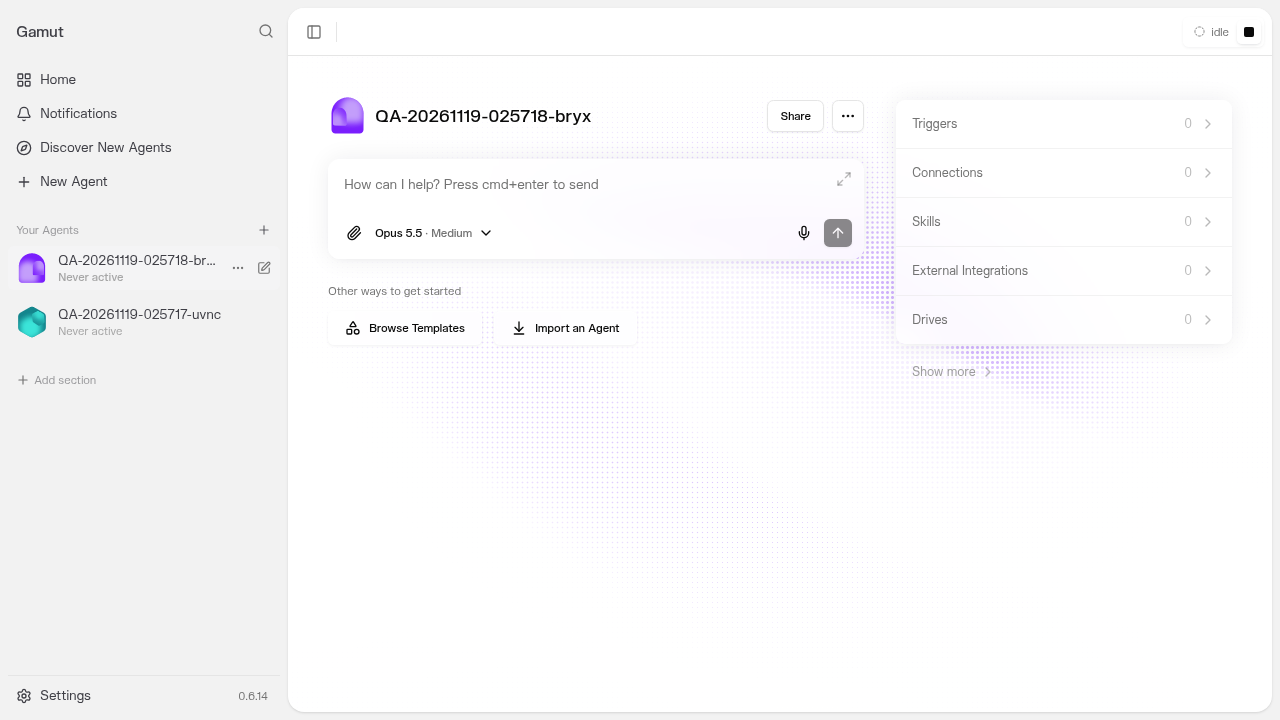 Gamut
Home
Notifications
Discover New Agents
New Agent
Your Agents
QA-20261119-025718-br...
Never active
QA-20261119-025717-uvnc
Never active
Add section
Settings
0.6.14
idle
QA-20261119-025718-bryx
Share
How can I help? Press cmd+enter to send
Opus 5.5 · Medium
Other ways to get started
Browse Templates
Import an Agent
Triggers 0
Connections 0
Skills 0
External Integrations 0
Drives 0
Show more